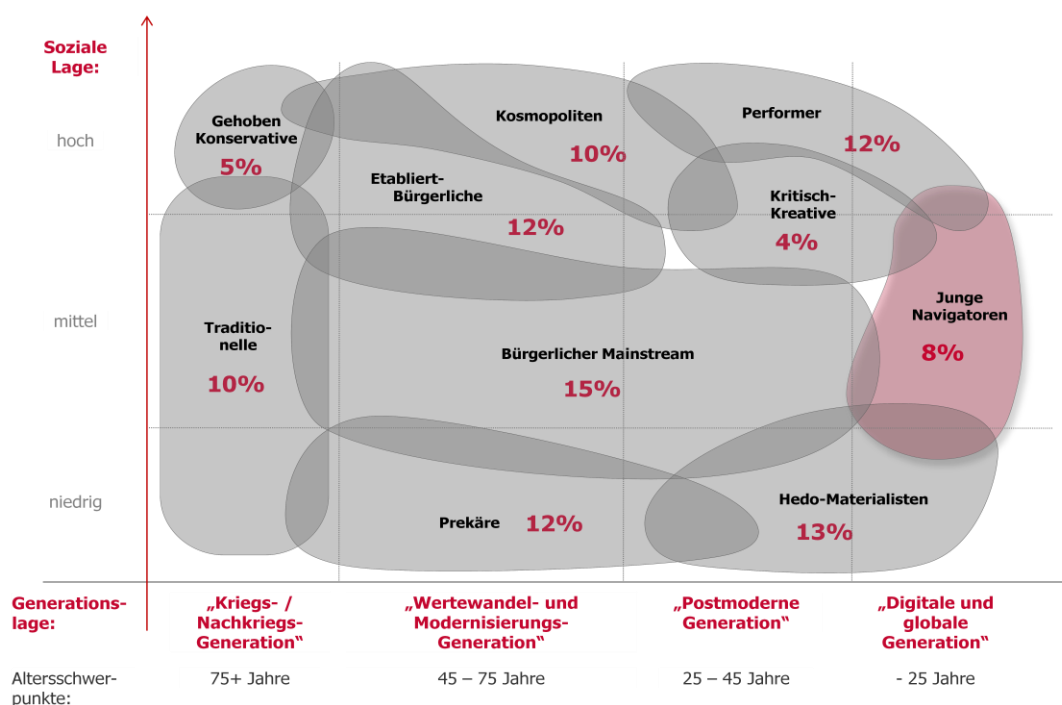 Soziale
Lage:
hoch
mittel
niedrig
Gehoben
Konservative
5%
Kosmopoliten
10%
Performer
12%
Etabliert-
Bürgerliche
12%
Kritisch-
Kreative
4%
Traditio-
nelle
10%
Bürgerlicher Mainstream
15%
Junge
Navigatoren
8%
Prekäre 12%
Hedo-Materialisten
13%
Generations-
lage:
„Kriegs- /
Nachkriegs-
Generation“
„Wertewandel- und
Modernisierungs-
Generation“
„Postmoderne
Generation“
„Digitale und
globale
Generation“
Altersschwer-
punkte:
75+ Jahre
45 – 75 Jahre
25 – 45 Jahre
- 25 Jahre